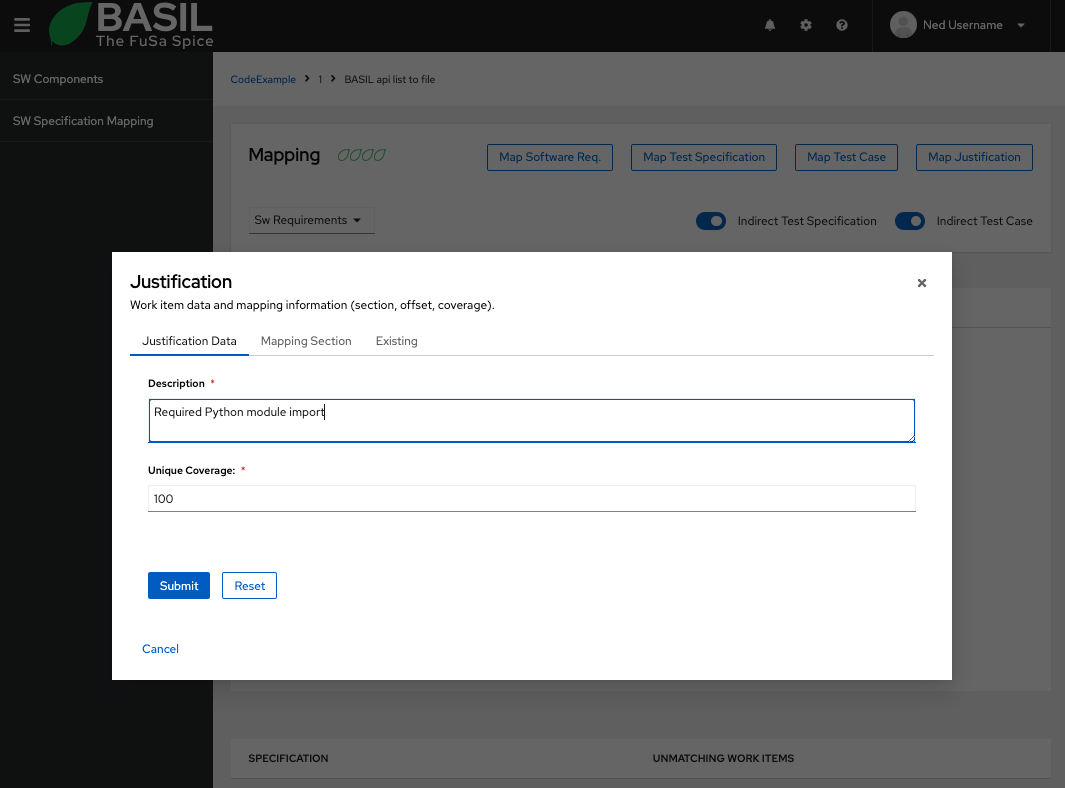 BASIL
The FuSa Spice
Ned Username
SW Components
SW Specification Mapping
CodeExample > 1 > BASIL api list to file
Mapping
Map Software Req.
Map Test Specification
Map Test Case
Map Justification
Sw Requirements
Indirect Test Specification
Indirect Test Case
Justification
Work item data and mapping information (section, offset, coverage).
Justification Data
Mapping Section
Existing
Description *
Required Python module import
Unique Coverage: *
100
Submit
Reset
Cancel
SPECIFICATION
UNMATCHING WORK ITEMS